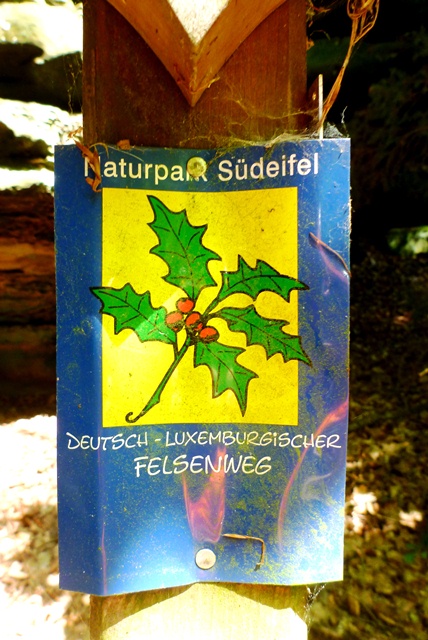 Naturpark Südeifel
DEUTSCH-LUXEMBURGISCHER
FELSENWEG